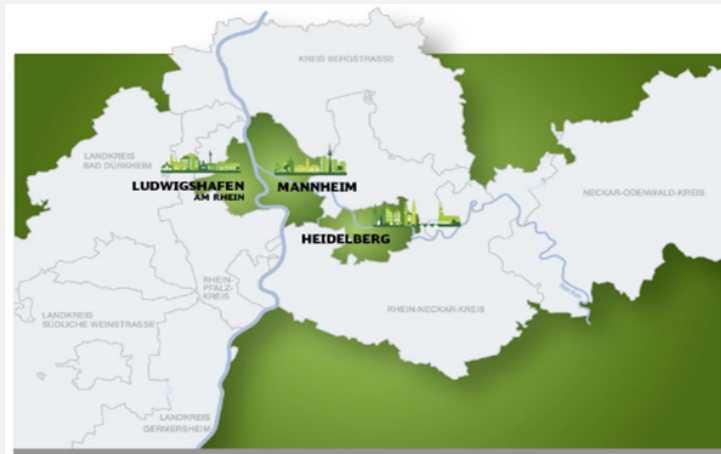 KREIS BERGSTRASSE
LANDKREIS
BAD DÜRKHEIM
LUDWIGSHAFEN
AM RHEIN
MANNHEIM
NECKAR-ODENWALD-KREIS
HEIDELBERG
RHEIN-
PFALZ-
KREIS
RHEIN-NECKAR-KREIS
LANDKREIS
SÜDLICHE WEINSTRASSE
LANDKREIS
GERMERSHEIM